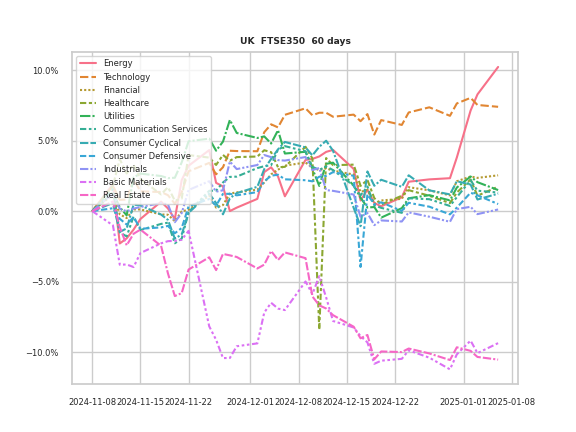 UK  FTSE350  60 days
10.0%
5.0%
0.0%
−5.0%
−10.0%
Energy
Technology
Financial
Healthcare
Utilities
Communication Services
Consumer Cyclical
Consumer Defensive
Industrials
Basic Materials
Real Estate
2024-11-08
2024-11-15
2024-11-22
2024-12-01
2024-12-08
2024-12-15
2024-12-22
2025-01-01
2025-01-08